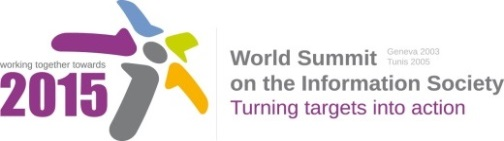 working together towards
2015
World Summit
Geneva 2003
Tunis 2005
on the Information Society
Turning targets into action